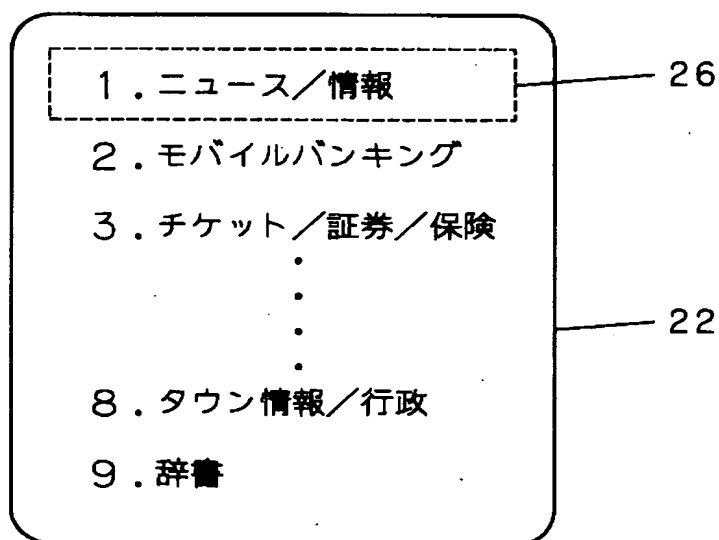 1．ニュース／情報
26
2．モバイルバンキング
3．チケット／証券／保険
・
・
・
・
22
8．タウン情報／行政
9．辞書